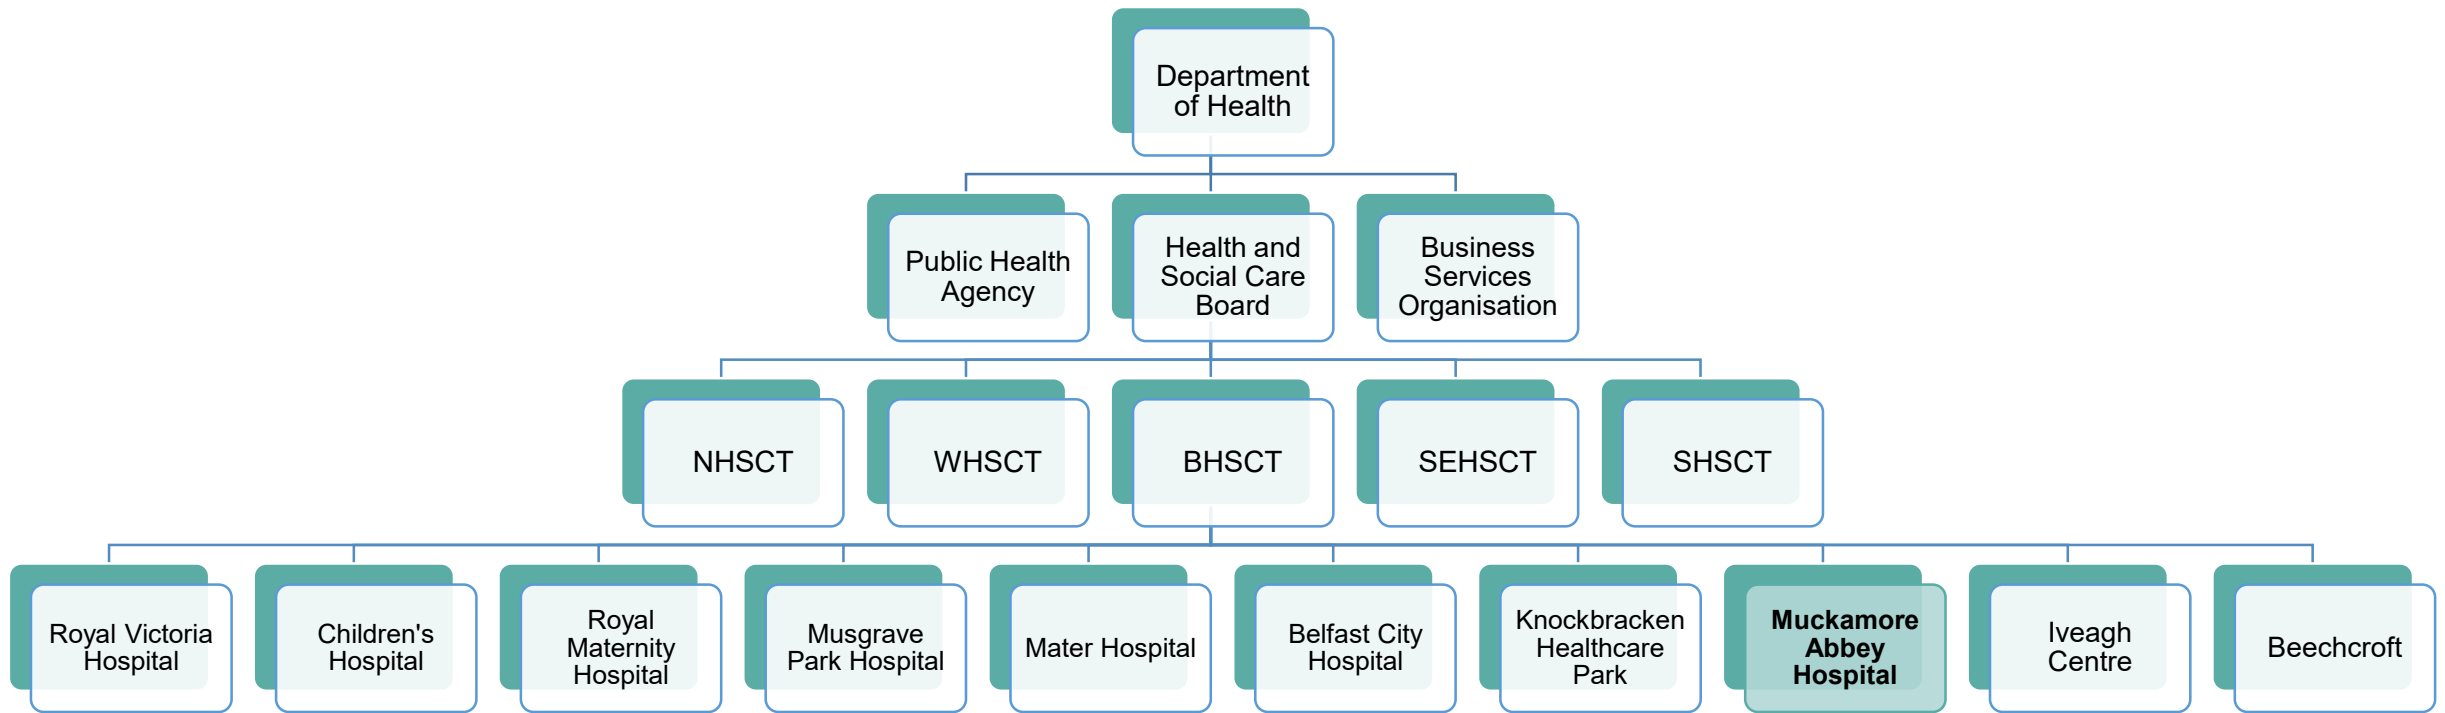 Department
of Health
Public Health
Agency
Health and
Social Care
Board
Business
Services
Organisation
NHSCT
WHSCT
BHSCT
SEHSCT
SHSCT
Royal Victoria
Hospital
Children's
Hospital
Royal
Maternity
Hospital
Musgrave
Park Hospital
Mater Hospital
Belfast City
Hospital
Knockbracken
Healthcare
Park
Muckamore
Abbey
Hospital
Iveagh
Centre
Beechcroft